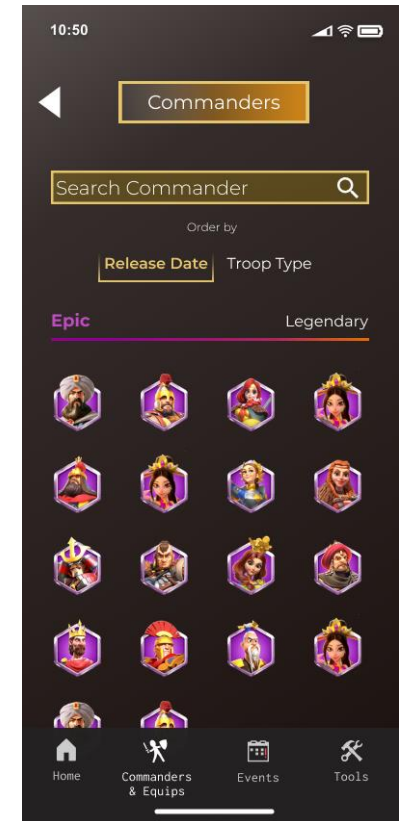 10:50
Commanders
Search Commander
Order by
Release Date Troop Type
Epic Legendary
Home Commanders & Equips Events Tools